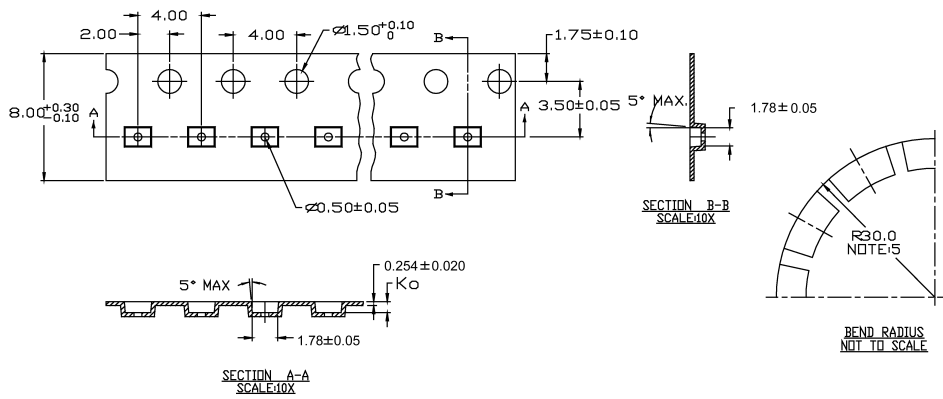 4.00
2.00
4.00
⌀1.50 +0.10 0
B
1.75±0.10
8.00 +0.30 -0.10
A
A
3.50±0.05
5° MAX.
1.78±0.05
B
⌀0.50±0.05
SECTION B-B
SCALE:10X
R30.0
NOTE:5
5° MAX
0.254±0.020
Ko
1.78±0.05
BEND RADIUS
NOT TO SCALE
SECTION A-A
SCALE:10X